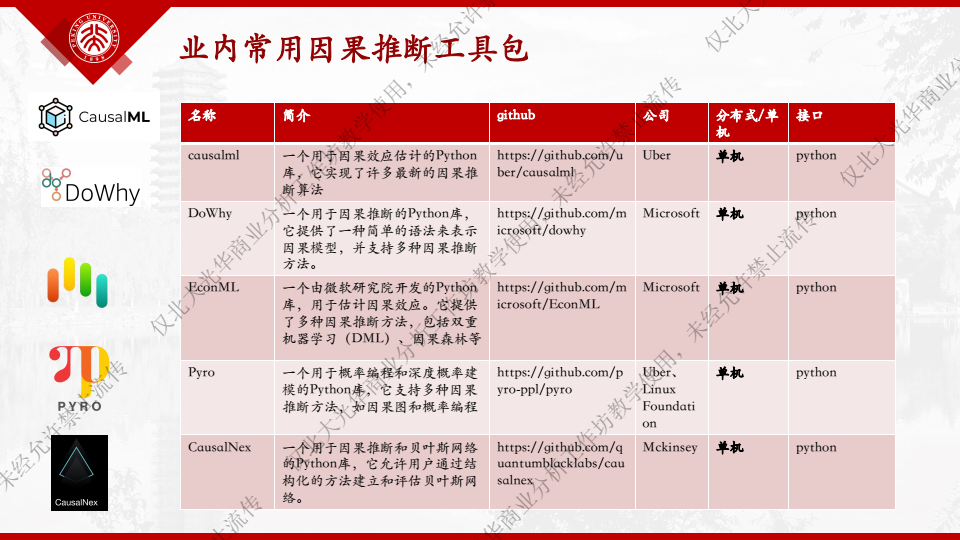 PEKING UNIVERSITY
1898
业内常用因果推断工具包
CausalML
DoWhy
PYRO
CausalNex
名称
简介
github
公司
分布式/单
机
接口
causalml
一个用于因果效应估计的Python
库，它实现了许多最新的因果推
断算法
https://github.com/u
ber/causalml
Uber
单机
python
DoWhy
一个用于因果推断的Python库，
它提供了一种简单的语法来表示
因果模型，并支持多种因果推断
方法。
https://github.com/m
icrosoft/dowhy
Microsoft
单机
python
EconML
一个由微软研究院开发的Python
库，用于估计因果效应。它提供
了多种因果推断方法，包括双重
机器学习（DML）、因果森林等
https://github.com/m
icrosoft/EconML
Microsoft
单机
python
Pyro
一个用于概率编程和深度概率建
模的Python库，它支持多种因果
推断方法，如因果图和概率编程
https://github.com/p
yro-ppl/pyro
Uber、
Linux
Foundati
on
单机
python
CausalNex
一个用于因果推断和贝叶斯网络
的Python库，它允许用户通过结
构化的方法建立和评估贝叶斯网
络。
https://github.com/q
uantumblacklabs/cau
salnex
Mckinsey
单机
python
仅北大光华商业分析工作坊教学使用，未经允许禁止流传